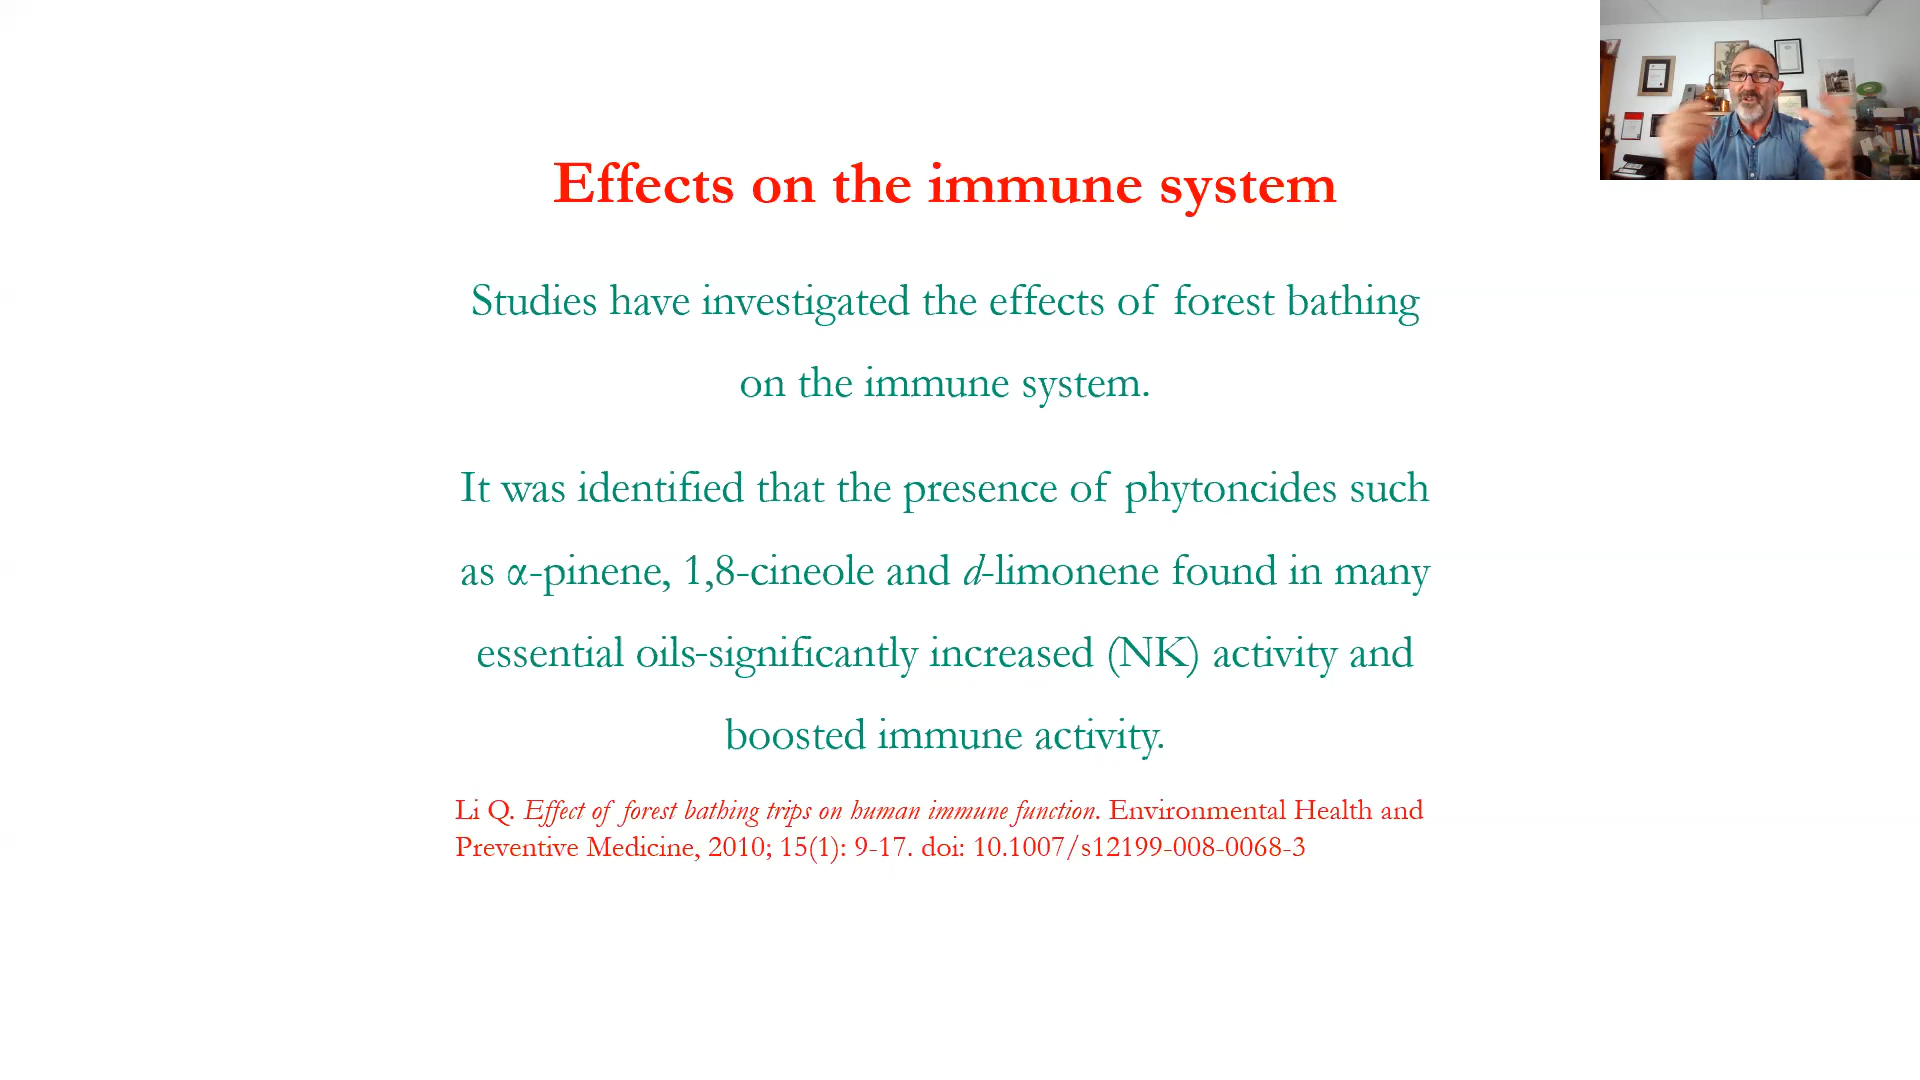 Effects on the immune system
Studies have investigated the effects of forest bathing
on the immune system.
It was identified that the presence of phytoncides such
as α-pinene, 1,8-cineole and d-limonene found in many
essential oils-significantly increased (NK) activity and
boosted immune activity.
Li Q. Effect of forest bathing trips on human immune function. Environmental Health and
Preventive Medicine, 2010; 15(1): 9-17. doi: 10.1007/s12199-008-0068-3